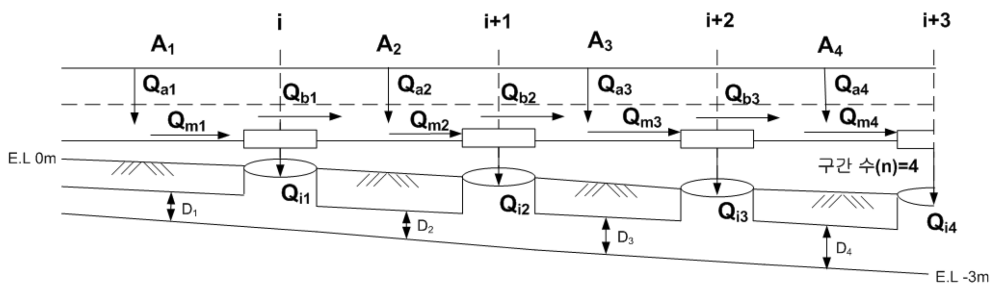 i
i+1
i+2
i+3
A1
A2
A3
A4
Qa1
Qb1
Qa2
Qb2
Qa3
Qb3
Qa4
Qm1
Qm2
Qm3
Qm4
E.L 0m
구간 수(n)=4
Qi1
Qi2
Qi3
Qi4
D1
D2
D3
D4
E.L -3m